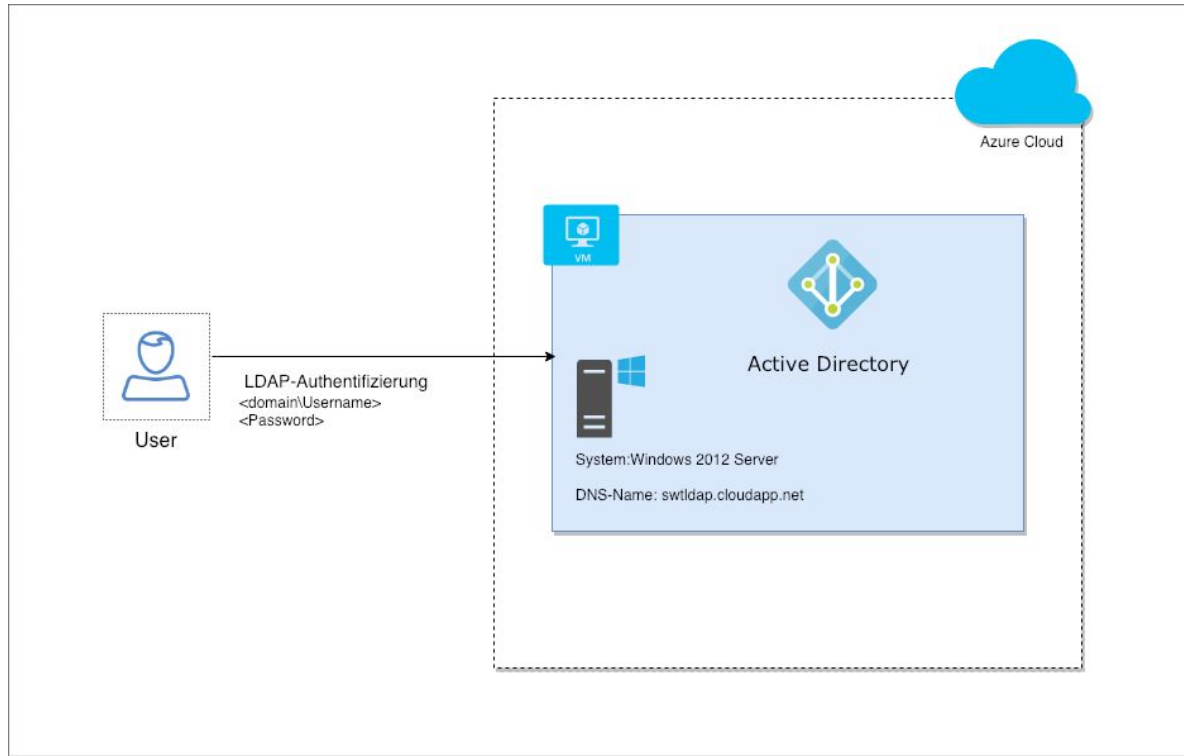 Azure Cloud
VM
Active Directory
LDAP-Authentifizierung
<domain\Username>
<Password>
User
System:Windows 2012 Server
DNS-Name: swtldap.cloudapp.net